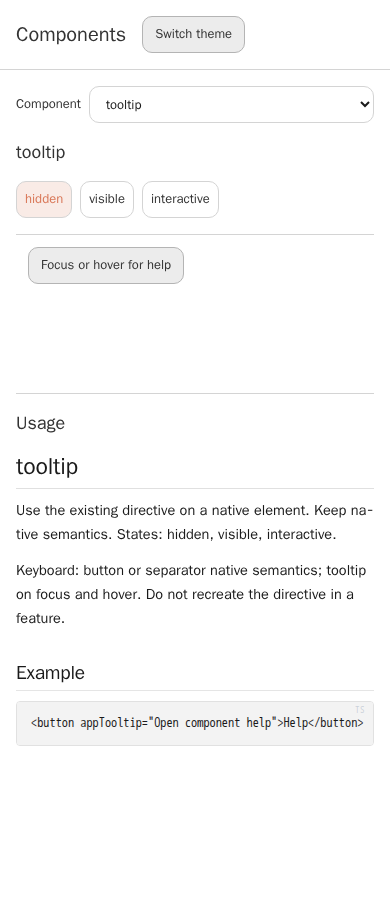 Components
Switch theme
Component
tooltip
tooltip
hidden
visible
interactive
Focus or hover for help
Usage
tooltip
Use the existing directive on a native element. Keep na-
tive semantics. States: hidden, visible, interactive.
Keyboard: button or separator native semantics; tooltip
on focus and hover. Do not recreate the directive in a
feature.
Example
TS
<button appTooltip="Open component help">Help</button>